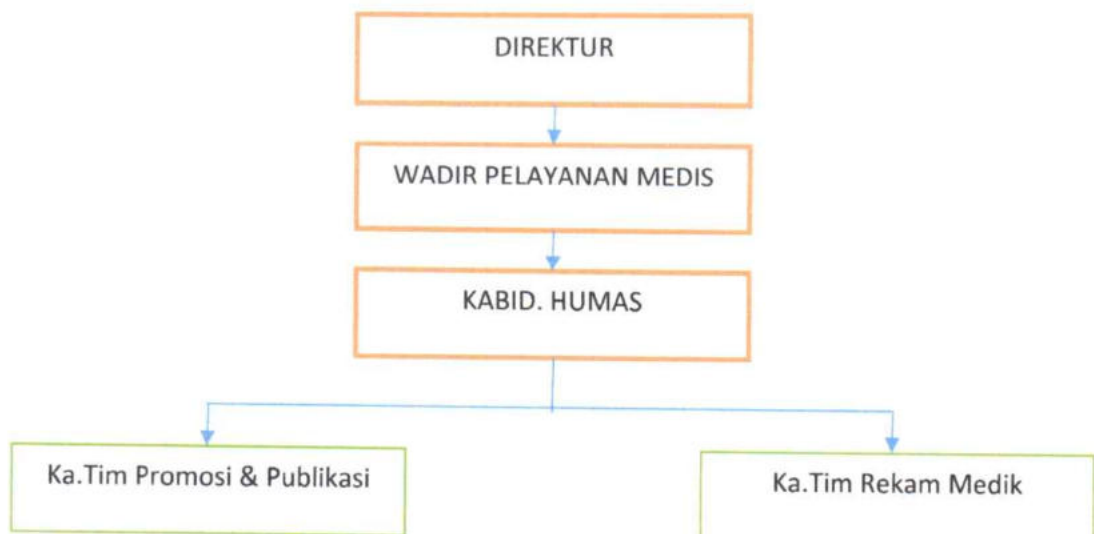 DIREKTUR
WADIR PELAYANAN MEDIS
KABID. HUMAS
Ka.Tim Promosi & Publikasi
Ka.Tim Rekam Medik